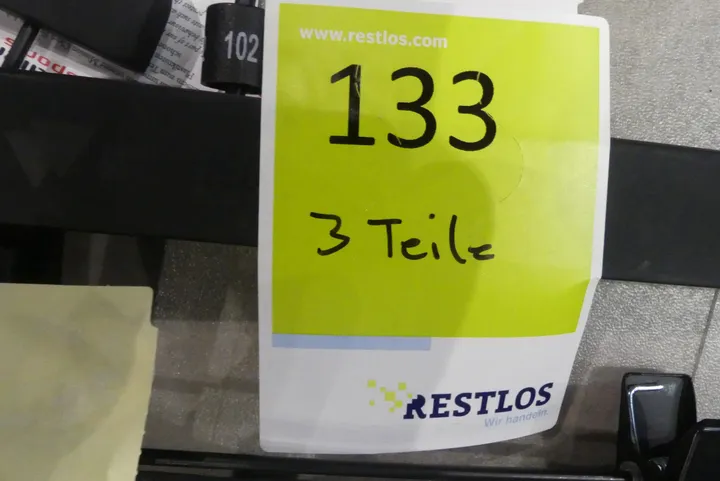 102
www.restlos.com
133
3 Teile
RESTLOS
Wir handeln.